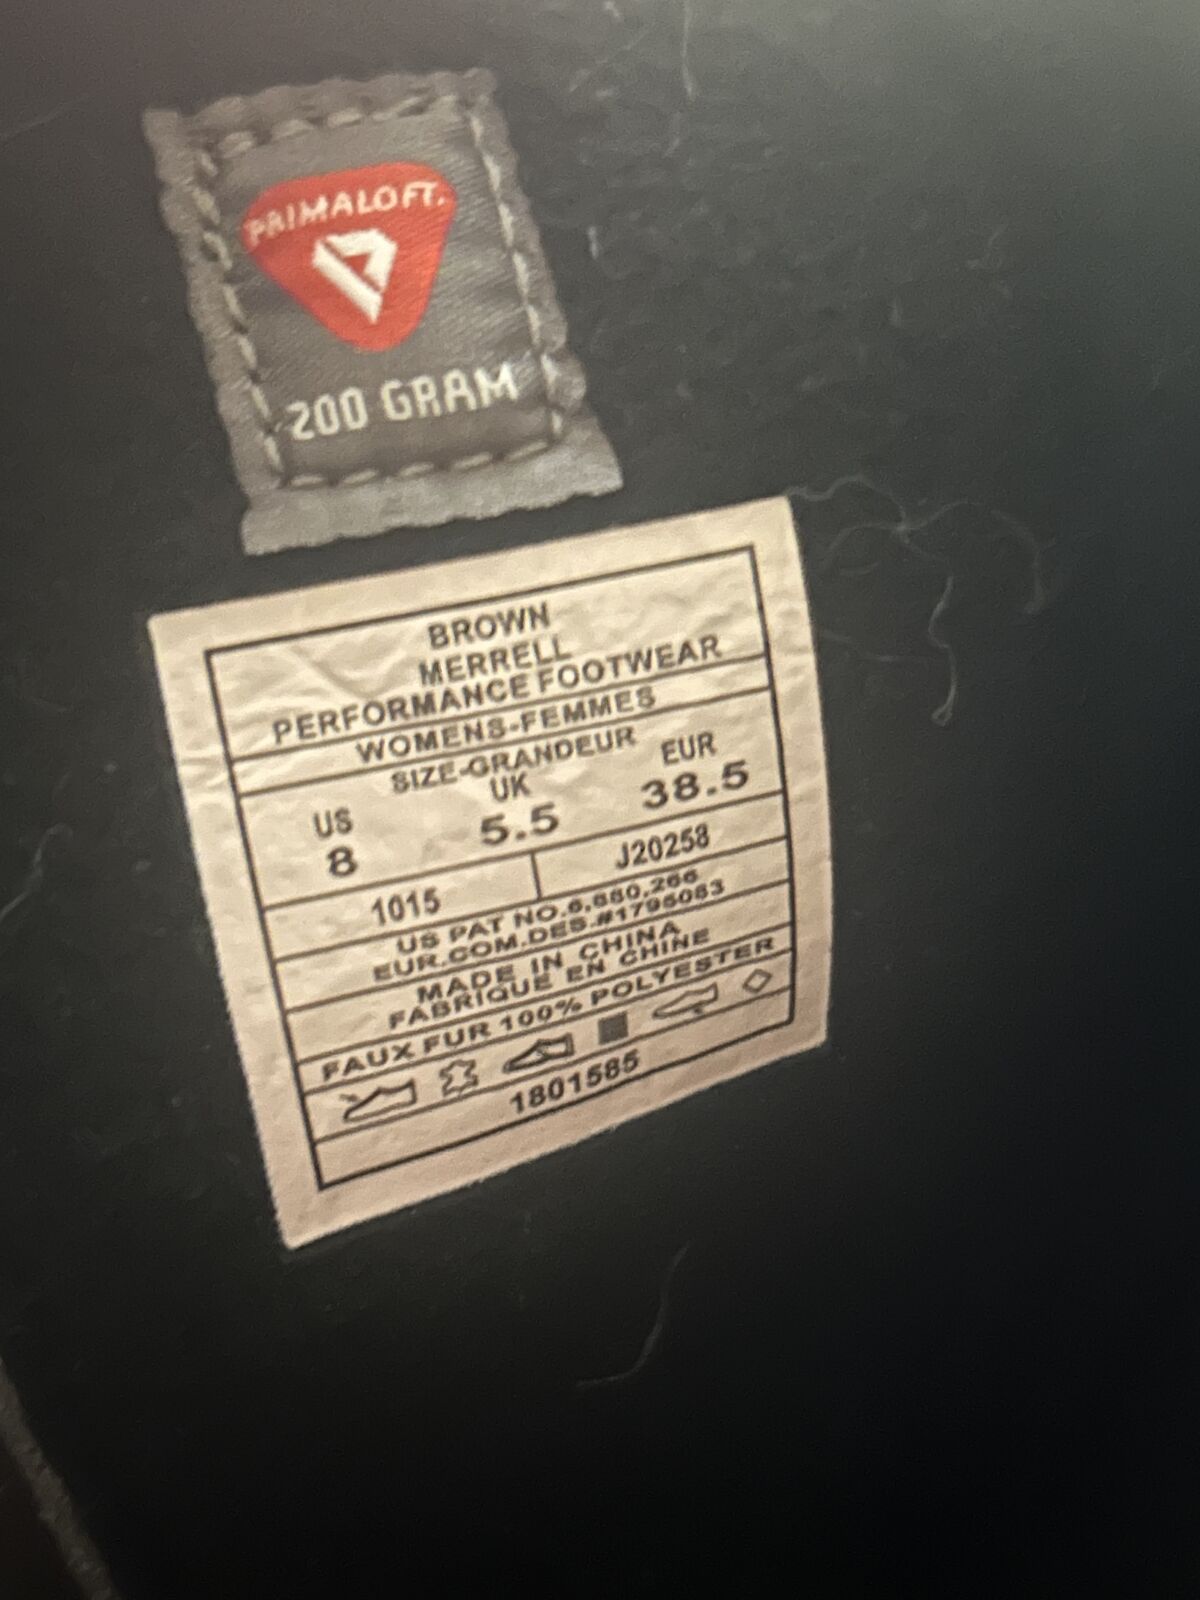 PRIMALOFT.
200 GRAM
BROWN
MERRELL
PERFORMANCE FOOTWEAR
WOMENS-FEMMES
SIZE-GRANDEUR
US UK EUR
8 5.5 38.5
1015 J20258
US PAT NO.6,880,266
EUR.COM.DES.#1795083
MADE IN CHINA
FABRIQUE EN CHINE
FAUX FUR 100% POLYESTER
1801585